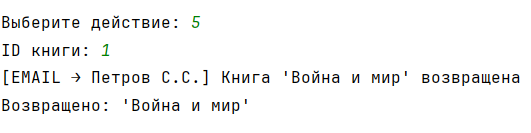 Выберите действие: 5
ID книги: 1
[EMAIL → Петров С.С.] Книга 'Война и мир' возвращена
Возвращено: 'Война и мир'